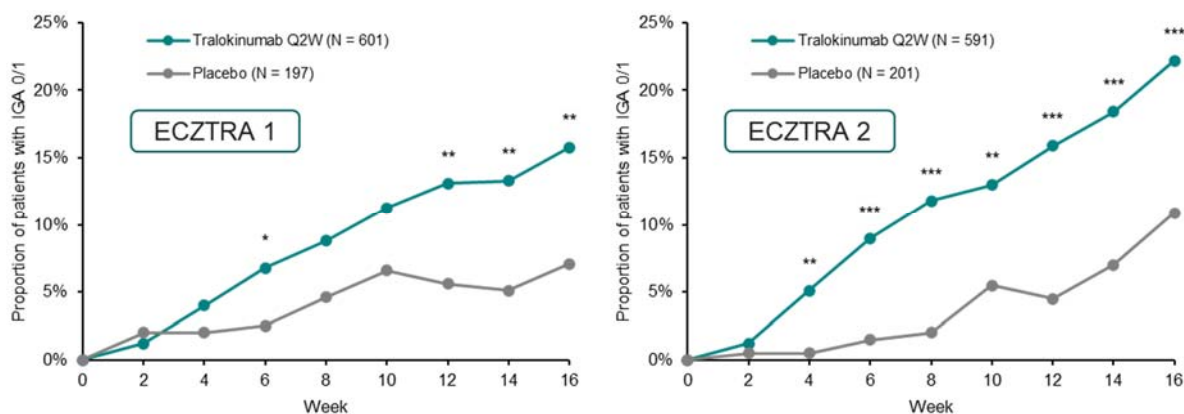 Proportion of patients with IGA 0/1
25%
20%
15%
10%
5%
0%
Tralokinumab Q2W (N = 601)
Placebo (N = 197)
ECZTRA 1
*
**
**
**
0 2 4 6 8 10 12 14 16
Week
Proportion of patients with IGA 0/1
25%
20%
15%
10%
5%
0%
Tralokinumab Q2W (N = 591)
Placebo (N = 201)
ECZTRA 2
**
***
***
**
***
***
***
0 2 4 6 8 10 12 14 16
Week